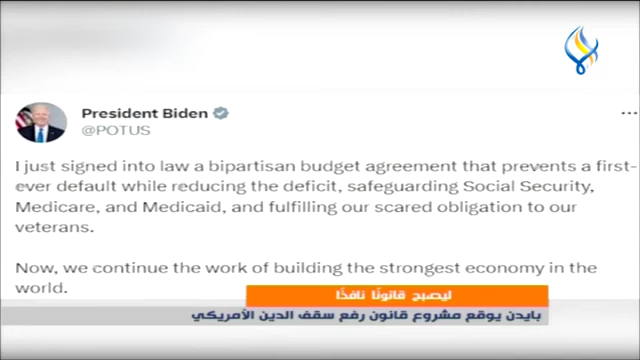 President Biden
@POTUS
I just signed into law a bipartisan budget agreement that prevents a first-
ever default while reducing the deficit, safeguarding Social Security,
Medicare, and Medicaid, and fulfilling our scared obligation to our
veterans.
Now, we continue the work of building the strongest economy in the
world.
ليصبح قانونًا نافذًا
بايدن يوقع مشروع قانون رفع سقف الدين الأمريكي